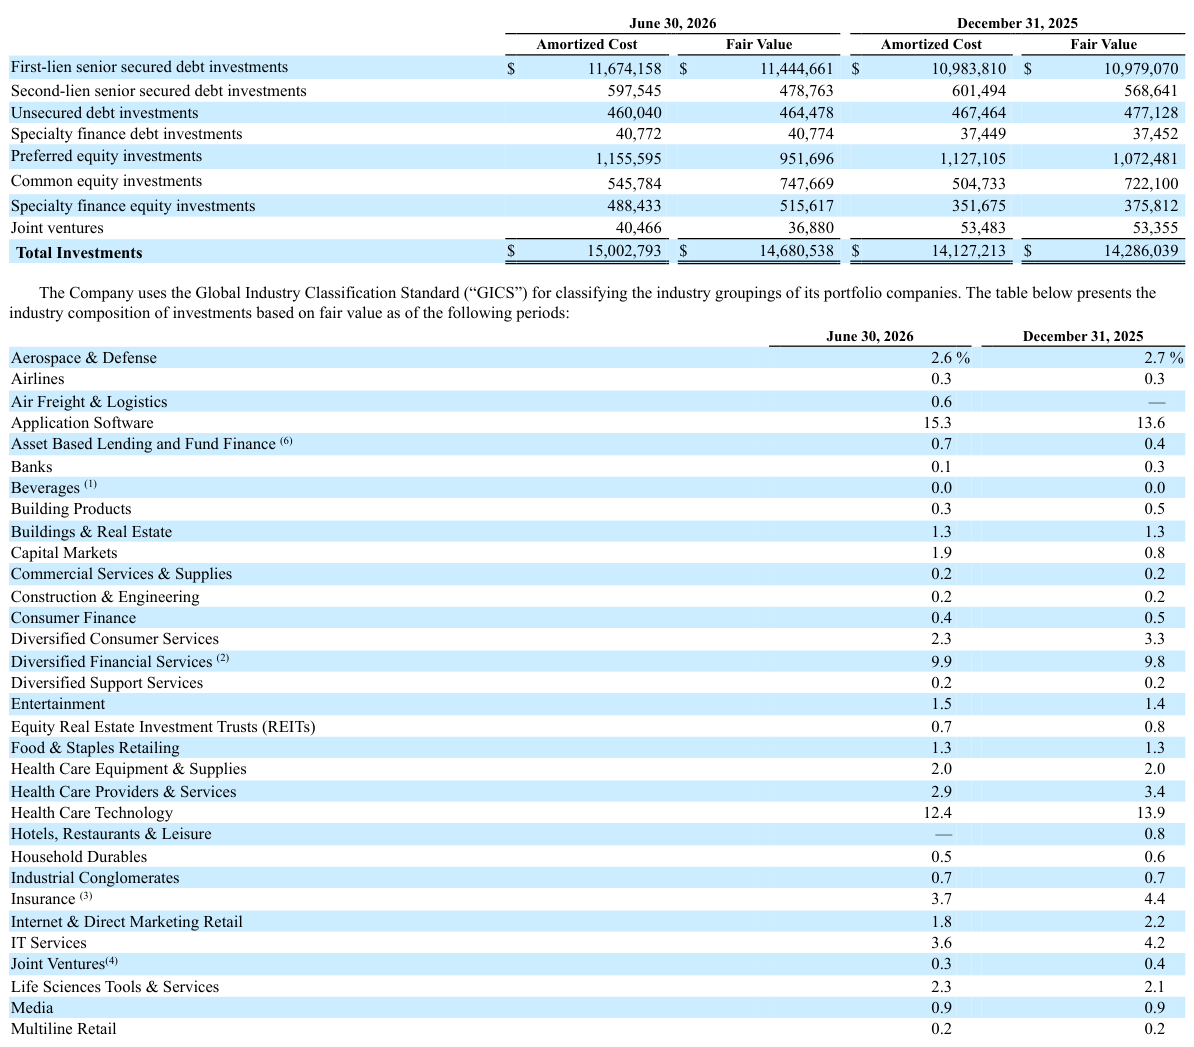 June 30, 2026 December 31, 2025
Amortized Cost Fair Value Amortized Cost Fair Value
First-lien senior secured debt investments $ 11,674,158 $ 11,444,661 $ 10,983,810 $ 10,979,070
Second-lien senior secured debt investments 597,545 478,763 601,494 568,641
Unsecured debt investments 460,040 464,478 467,464 477,128
Specialty finance debt investments 40,772 40,774 37,449 37,452
Preferred equity investments 1,155,595 951,696 1,127,105 1,072,481
Common equity investments 545,784 747,669 504,733 722,100
Specialty finance equity investments 488,433 515,617 351,675 375,812
Joint ventures 40,466 36,880 53,483 53,355
Total Investments $ 15,002,793 $ 14,680,538 $ 14,127,213 $ 14,286,039
The Company uses the Global Industry Classification Standard (“GICS”) for classifying the industry groupings of its portfolio companies. The table below presents the
industry composition of investments based on fair value as of the following periods:
June 30, 2026 December 31, 2025
Aerospace & Defense 2.6 % 2.7 %
Airlines 0.3 0.3
Air Freight & Logistics 0.6 —
Application Software 15.3 13.6
Asset Based Lending and Fund Finance (6) 0.7 0.4
Banks 0.1 0.3
Beverages (1) 0.0 0.0
Building Products 0.3 0.5
Buildings & Real Estate 1.3 1.3
Capital Markets 1.9 0.8
Commercial Services & Supplies 0.2 0.2
Construction & Engineering 0.2 0.2
Consumer Finance 0.4 0.5
Diversified Consumer Services 2.3 3.3
Diversified Financial Services (2) 9.9 9.8
Diversified Support Services 0.2 0.2
Entertainment 1.5 1.4
Equity Real Estate Investment Trusts (REITs) 0.7 0.8
Food & Staples Retailing 1.3 1.3
Health Care Equipment & Supplies 2.0 2.0
Health Care Providers & Services 2.9 3.4
Health Care Technology 12.4 13.9
Hotels, Restaurants & Leisure — 0.8
Household Durables 0.5 0.6
Industrial Conglomerates 0.7 0.7
Insurance (3) 3.7 4.4
Internet & Direct Marketing Retail 1.8 2.2
IT Services 3.6 4.2
Joint Ventures(4) 0.3 0.4
Life Sciences Tools & Services 2.3 2.1
Media 0.9 0.9
Multiline Retail 0.2 0.2